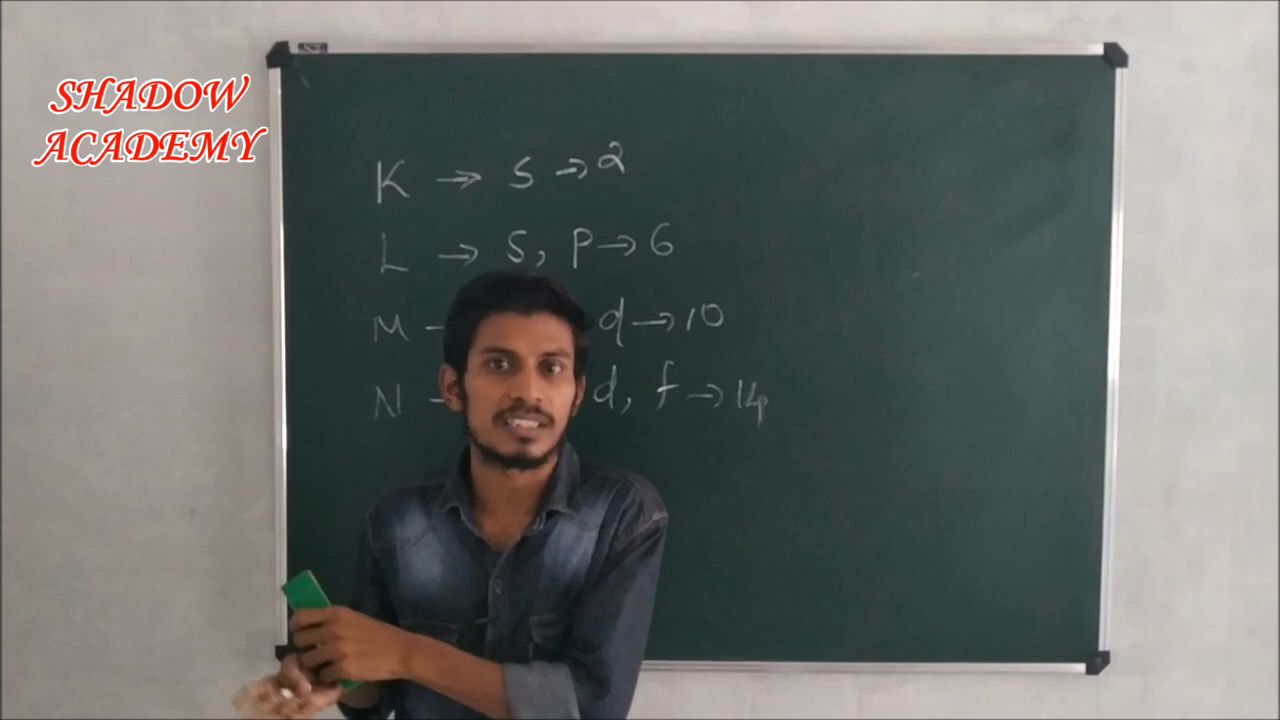 SHADOW
ACADEMY
K → S → 2
L → S, P → 6
M d → 10
N d, f → 14